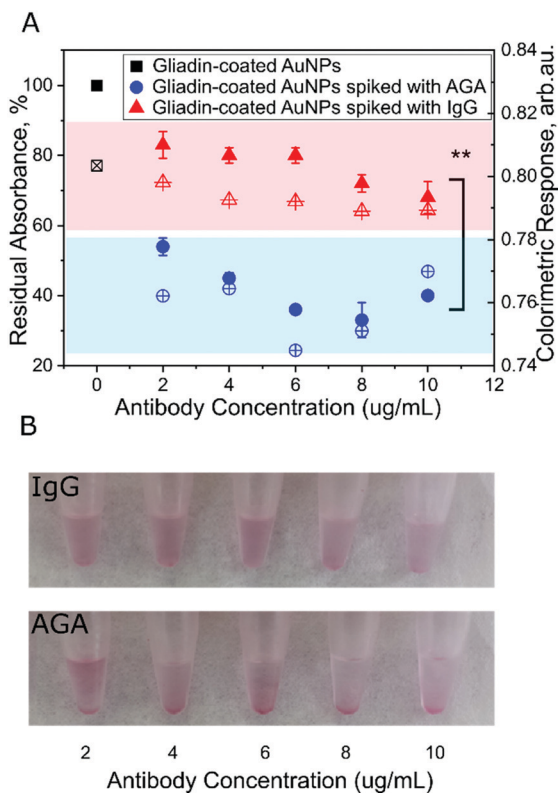 A
Residual Absorbance, %
100
80
60
40
20
Gliadin-coated AuNPs
Gliadin-coated AuNPs spiked with AGA
Gliadin-coated AuNPs spiked with IgG
**
0.84
0.82
0.80
0.78
0.76
0.74
Colorimetric Response, arb.au.
0 2 4 6 8 10 12
Antibody Concentration (ug/mL)
B
IgG
AGA
2 4 6 8 10
Antibody Concentration (ug/mL)